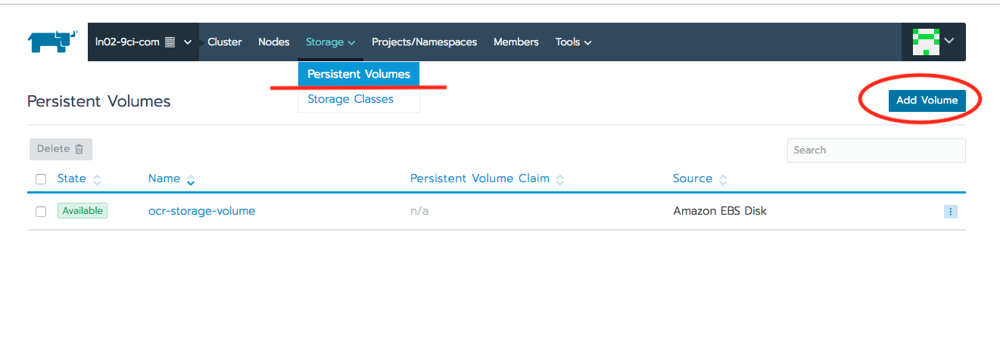 ln02-9ci-com Cluster Nodes Storage Projects/Namespaces Members Tools
Persistent Volumes
Storage Classes
Persistent Volumes
Add Volume
Delete
Search
State Name Persistent Volume Claim Source
Available ocr-storage-volume n/a Amazon EBS Disk